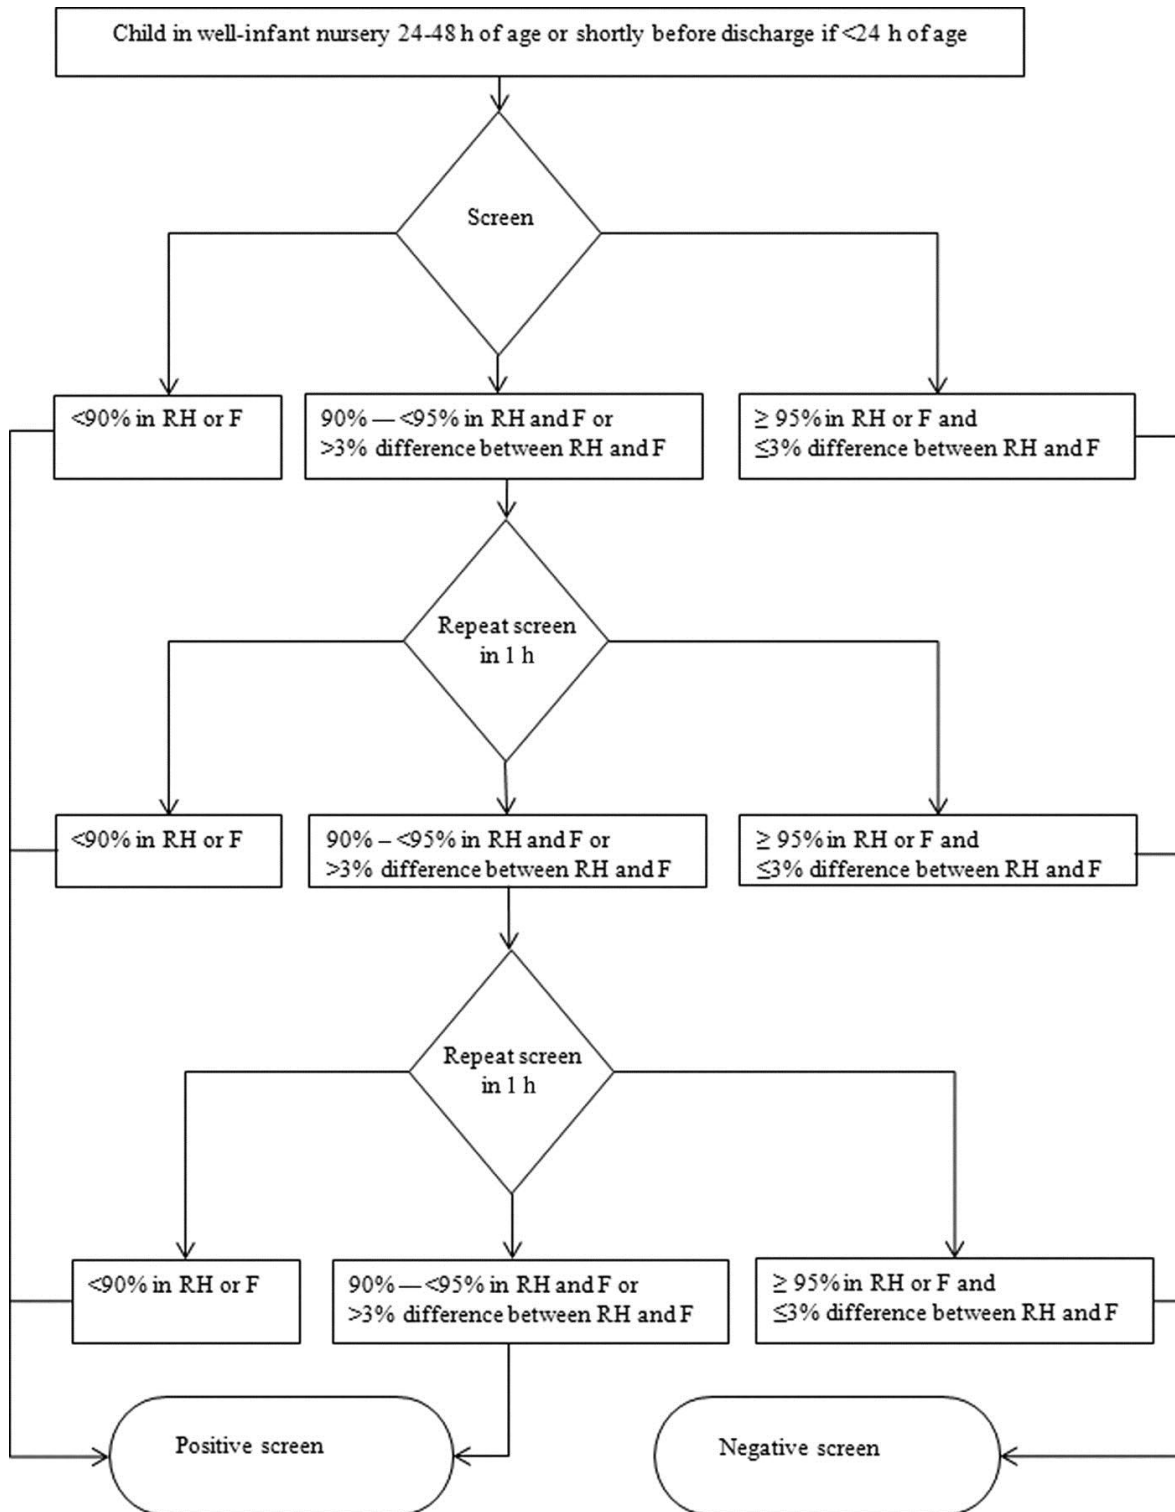 Child in well-infant nursery 24-48 h of age or shortly before discharge if <24 h of age
Screen
<90% in RH or F
90% — <95% in RH and F or
>3% difference between RH and F
≥ 95% in RH or F and
≤3% difference between RH and F
Repeat screen
in 1 h
<90% in RH or F
90% – <95% in RH and F or
>3% difference between RH and F
≥ 95% in RH or F and
≤3% difference between RH and F
Repeat screen
in 1 h
<90% in RH or F
90% — <95% in RH and F or
>3% difference between RH and F
≥ 95% in RH or F and
≤3% difference between RH and F
Positive screen
Negative screen